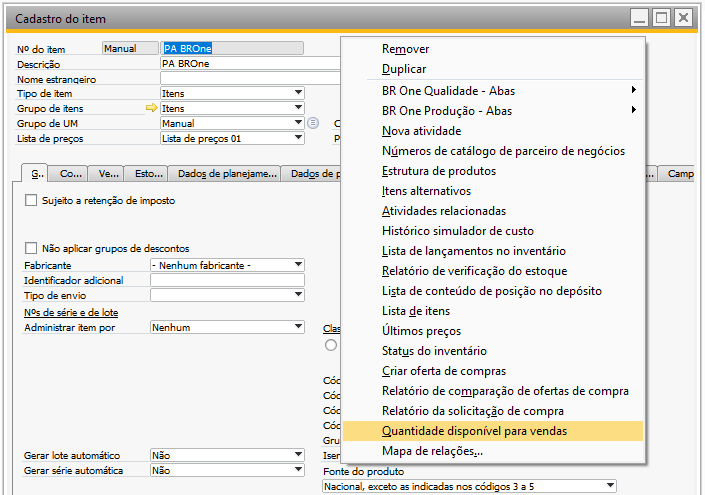 Cadastro do item
Nº do item Manual PA BROne
Descrição PA BROne
Nome estrangeiro
Tipo de item Itens
Grupo de itens Itens
Grupo de UM Manual C
Lista de preços Lista de preços 01 P
G.. Co... Ve... Esto... Dados de planejame... Dados de p ... Camp
Sujeito a retenção de imposto
Não aplicar grupos de descontos
Fabricante - Nenhum fabricante -
Identificador adicional
Tipo de envio
Nºs de série e de lote
Administrar item por Nenhum Clas
Cód
Cód
Cód
Gru
Gerar lote automático Não Isen
Gerar série automática Não Fonte do produto
Nacional, exceto as indicadas nos códigos 3 a 5
Remover
Duplicar
BR One Qualidade - Abas
BR One Produção - Abas
Nova atividade
Números de catálogo de parceiro de negócios
Estrutura de produtos
Itens alternativos
Atividades relacionadas
Histórico simulador de custo
Lista de lançamentos no inventário
Relatório de verificação do estoque
Lista de conteúdo de posição no depósito
Lista de itens
Últimos preços
Status do inventário
Criar oferta de compras
Relatório de comparação de ofertas de compra
Relatório da solicitação de compra
Quantidade disponível para vendas
Mapa de relações...